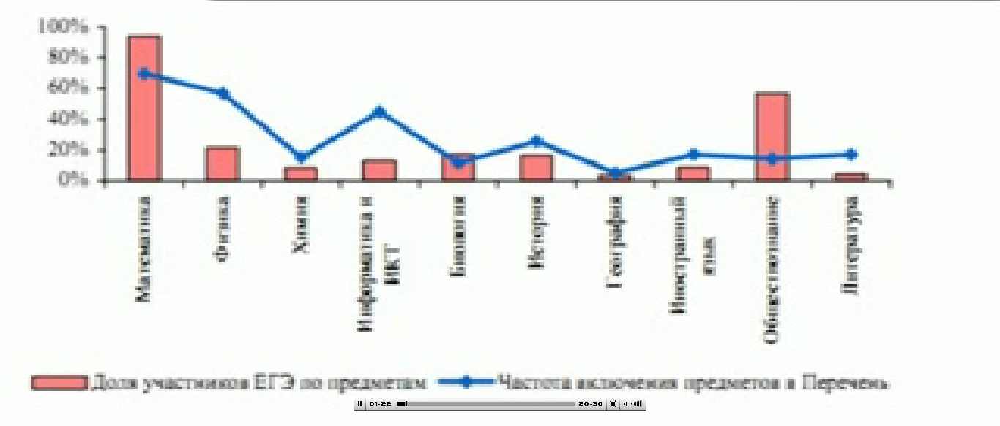 100%
80%
60%
40%
20%
0%
Математика
Физика
Химия
Информатика и
ИКТ
Биология
История
География
Иностранный
язык
Обществознание
Литература
Доля участников ЕГЭ по предметам
Частота включения предметов в Перечень
01:22
20:30